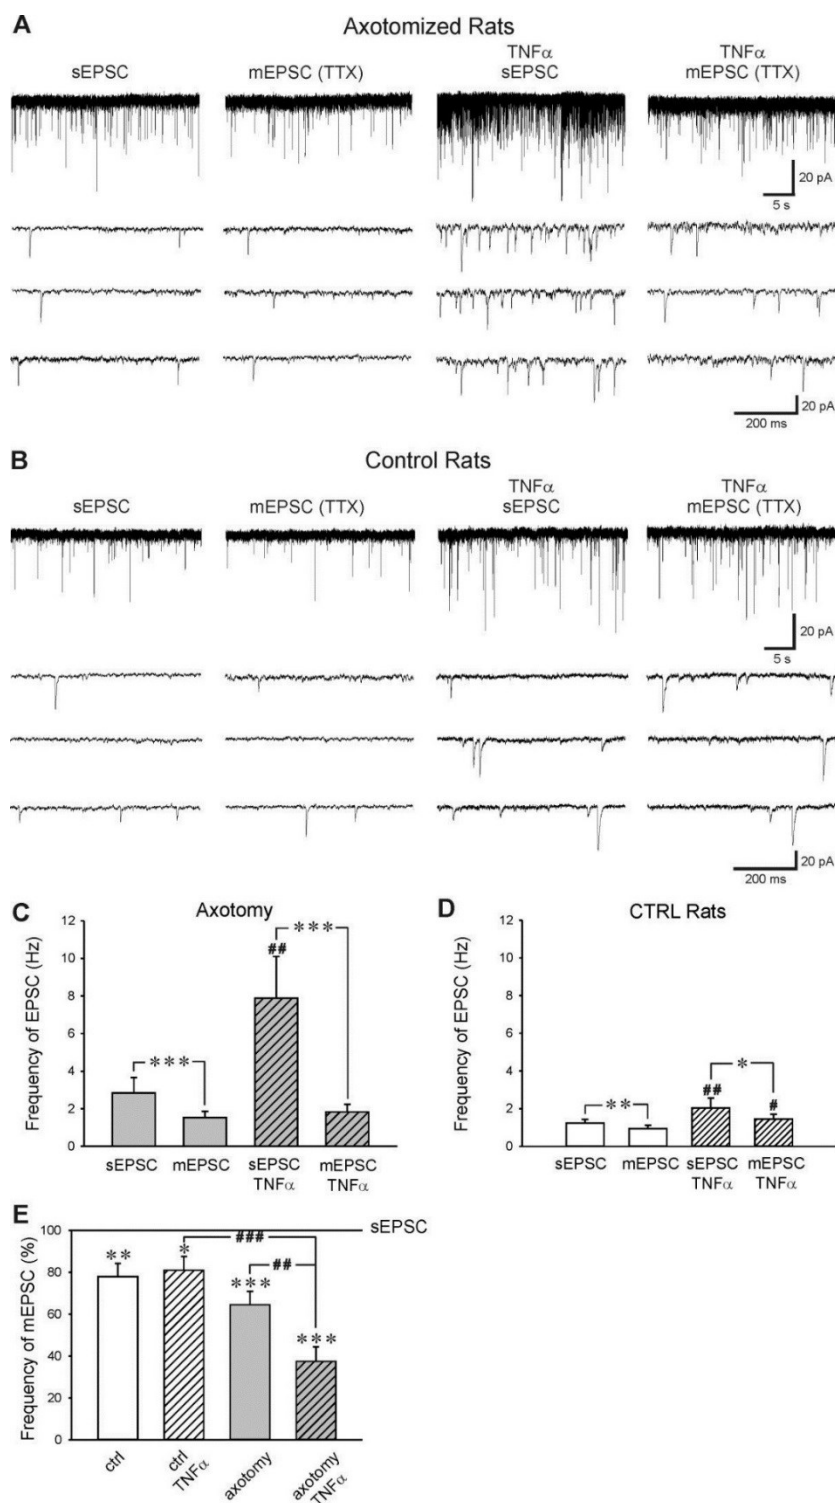 A
Axotomized Rats
sEPSC
mEPSC (TTX)
TNFα
sEPSC
TNFα
mEPSC (TTX)
20 pA
5 s
20 pA
200 ms
B
Control Rats
sEPSC
mEPSC (TTX)
TNFα
sEPSC
TNFα
mEPSC (TTX)
20 pA
5 s
20 pA
200 ms
C
Axotomy
Frequency of EPSC (Hz)
12
10
8
6
4
2
0
***
##
***
sEPSC
mEPSC
sEPSC
TNFα
mEPSC
TNFα
D
CTRL Rats
Frequency of EPSC (Hz)
12
10
8
6
4
2
0
**
##
*
#
sEPSC
mEPSC
sEPSC
TNFα
mEPSC
TNFα
E
Frequency of mEPSC (%)
100
80
60
40
20
0
sEPSC
**
*
###
***
##
***
ctrl
ctrl
TNFα
axotomy
axotomy
TNFα